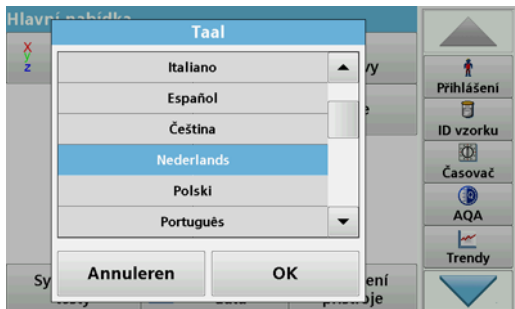 Hlavní nabídka
Taal
x
y
z
Italiano
Español
Čeština
Nederlands
Polski
Português
Annuleren
OK
Přihlášení
ID vzorku
Časovač
AQA
Trendy